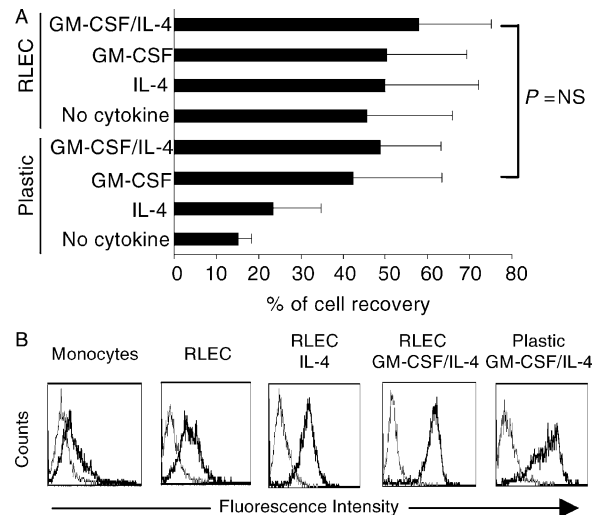 A
RLEC
GM-CSF/IL-4
GM-CSF
IL-4
No cytokine
Plastic
GM-CSF/IL-4
GM-CSF
IL-4
No cytokine
P = NS
0 10 20 30 40 50 60 70 80
% of cell recovery
B
Monocytes
RLEC
RLEC
IL-4
RLEC
GM-CSF/IL-4
Plastic
GM-CSF/IL-4
Counts
Fluorescence Intensity